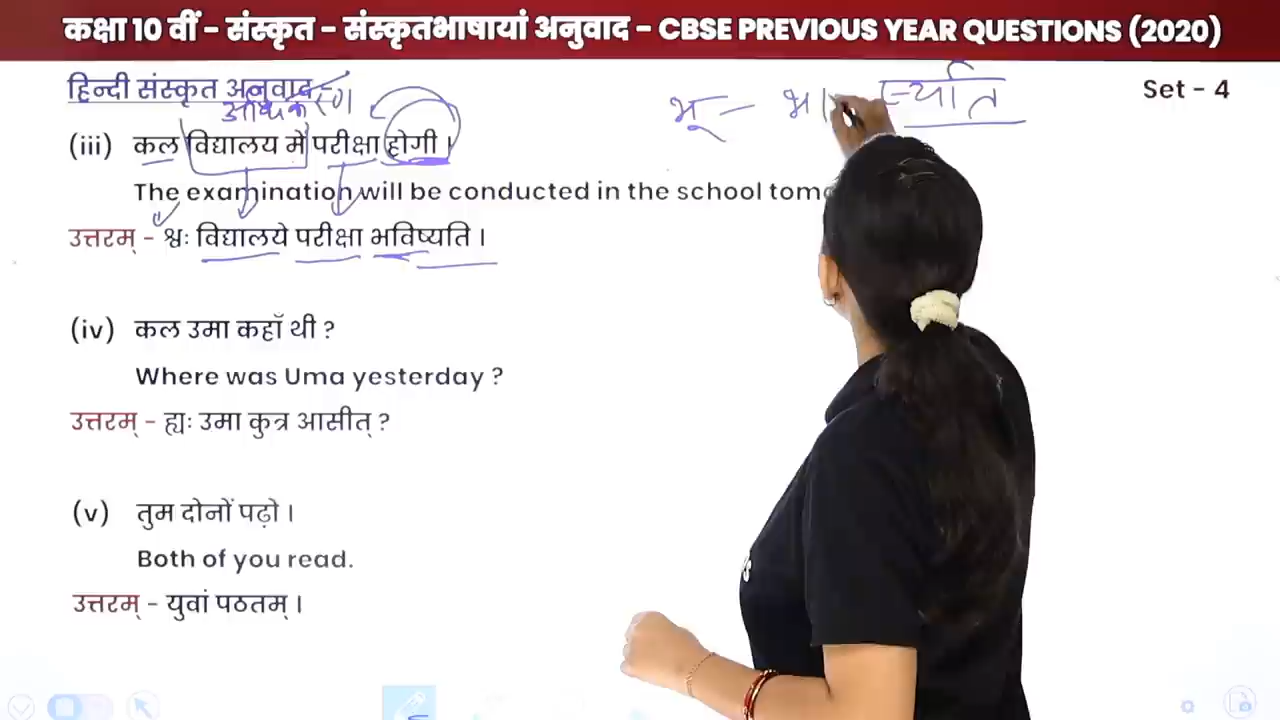 कक्षा 10 वीं - संस्कृत - संस्कृतभाषायां अनुवाद - CBSE PREVIOUS YEAR QUESTIONS (2020)
हिन्दी संस्कृत अनुवाद -
Set - 4
भू - भ ष्यति
(iii) कल विद्यालय में परीक्षा होगी ।
The examination will be conducted in the school
उत्तरम् - श्वः विद्यालये परीक्षा भविष्यति ।
(iv) कल उमा कहाँ थी ?
Where was Uma yesterday ?
उत्तरम् - ह्यः उमा कुत्र आसीत् ?
(v) तुम दोनों पढ़ो ।
Both of you read.
उत्तरम् - युवां पठतम् ।